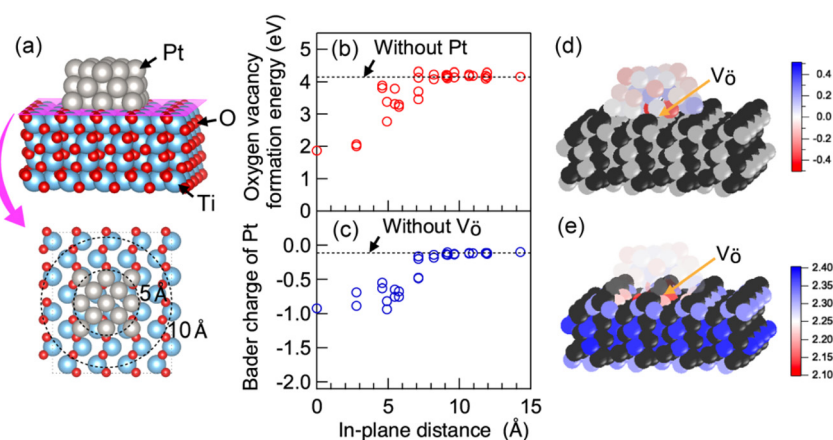 (a)
Pt
O
Ti
5Å
10Å
(b)
Without Pt
Oxygen vacancy
formation energy (eV)
5
4
3
2
1
0
(c)
Without Vö
Bader charge of Pt
0.0
-0.5
-1.0
-1.5
-2.0
0
5
10
15
In-plane distance (Å)
(d)
Vö
0.4
0.2
0.0
-0.2
-0.4
(e)
Vö
2.40
2.35
2.30
2.25
2.20
2.15
2.10